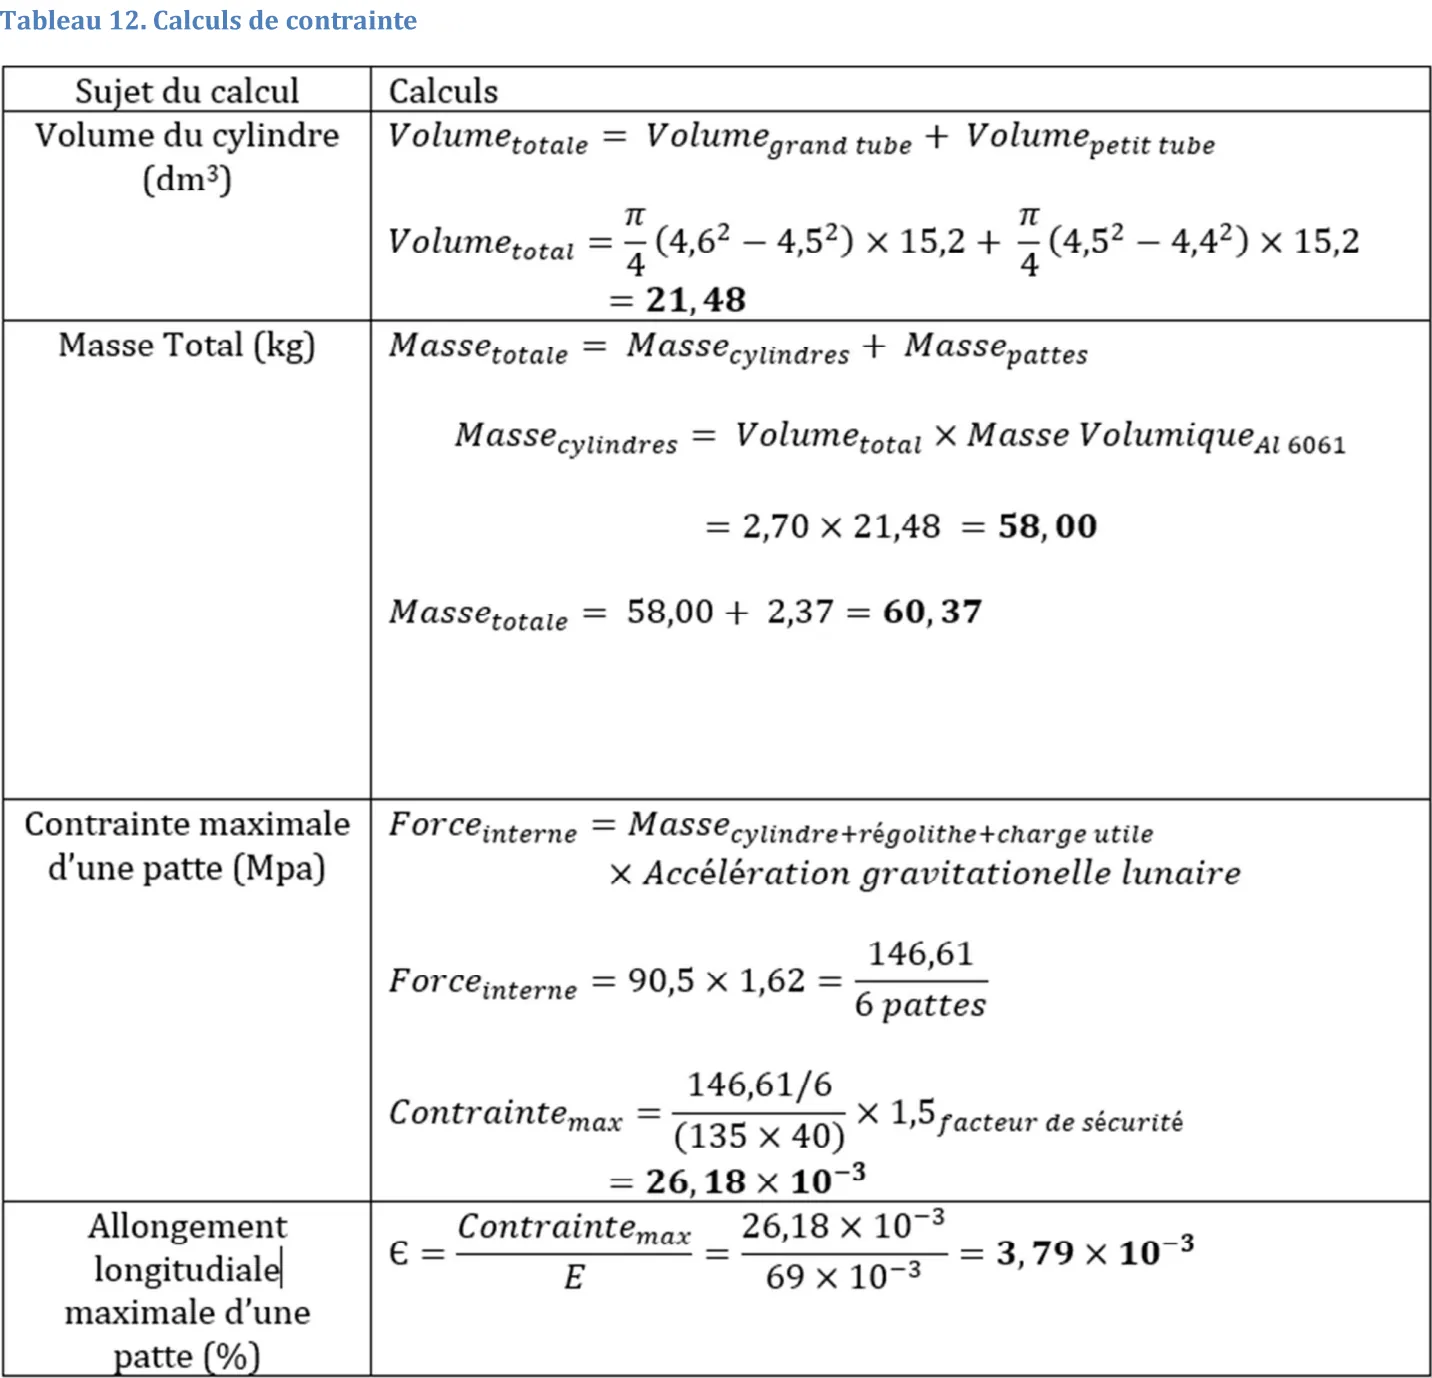 Tableau 12. Calculs de contrainte
Sujet du calcul
Calculs
Volume du cylindre
(dm³)
Volume_totale = Volume_grand tube + Volume_petit tube
Volume_total = π/4 (4,6² − 4,5²) × 15,2 + π/4 (4,5² − 4,4²) × 15,2
= 21,48
Masse Total (kg)
Masse_totale = Masse_cylindres + Masse_pattes
Masse_cylindres = Volume_total × Masse Volumique_Al 6061
= 2,70 × 21,48 = 58,00
Masse_totale = 58,00 + 2,37 = 60,37
Contrainte maximale
d'une patte (Mpa)
Force_interne = Masse_cylindre+régolithe+charge utile
× Accélération gravitationelle lunaire
Force_interne = 90,5 × 1,62 = 146,61/6 pattes
Contrainte_max = 146,61/6/(135 × 40) × 1,5_facteur de sécurité
= 26,18 × 10⁻³
Allongement
longitudiale
maximale d'une
patte (%)
Є = Contrainte_max/E = 26,18 × 10⁻³/69 × 10⁻³ = 3,79 × 10⁻³